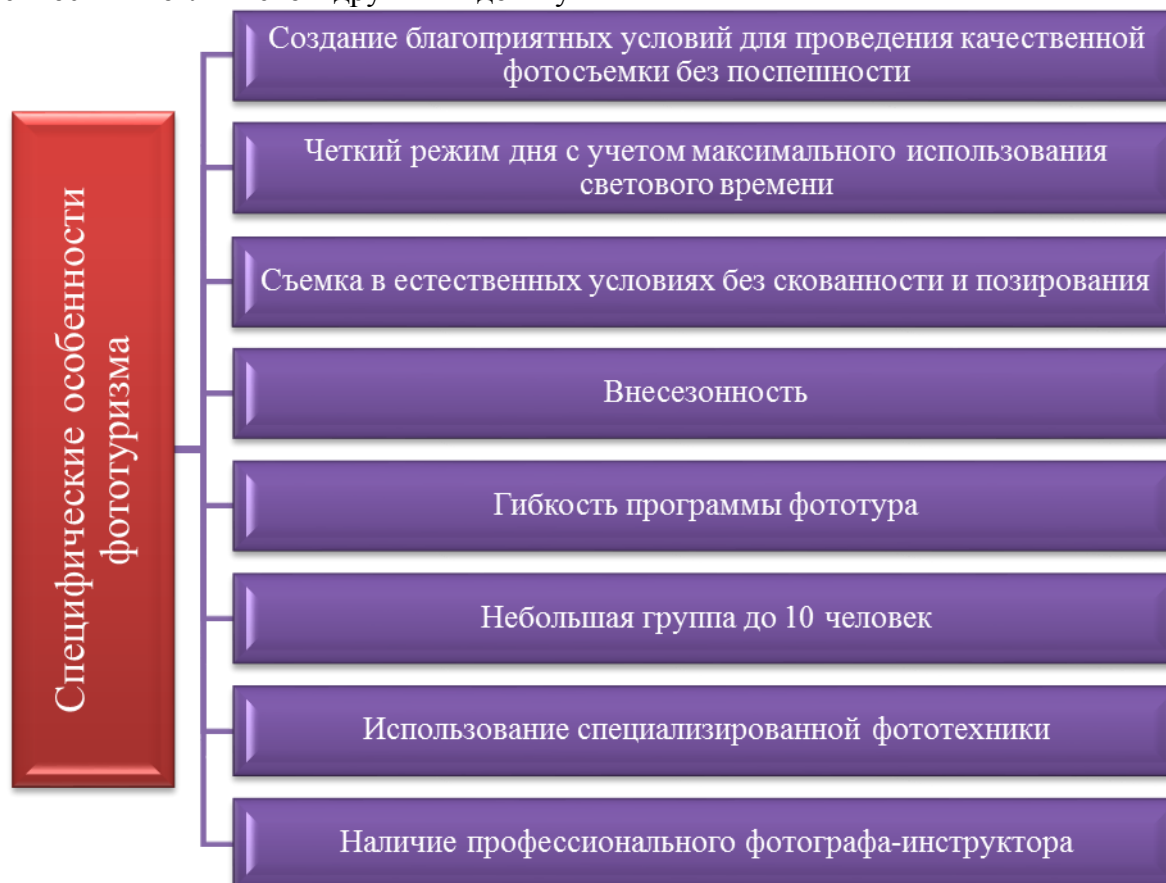 Специфические особенности
фототуризма
Создание благоприятных условий для проведения качественной
фотосъемки без поспешности
Четкий режим дня с учетом максимального использования
светового времени
Съемка в естественных условиях без скованности и позирования
Внесезонность
Гибкость программы фототура
Небольшая группа до 10 человек
Использование специализированной фототехники
Наличие профессионального фотографа-инструктора